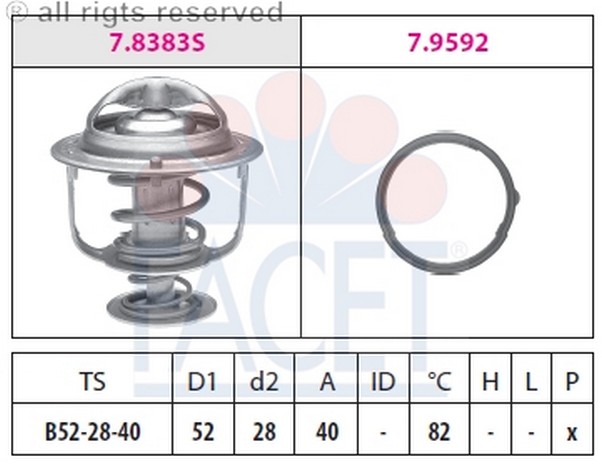 ® all rigts reserved
7.8383S 7.9592
FACET®
TS D1 d2 A ID °C H L P
B52-28-40 52 28 40 - 82 - - x